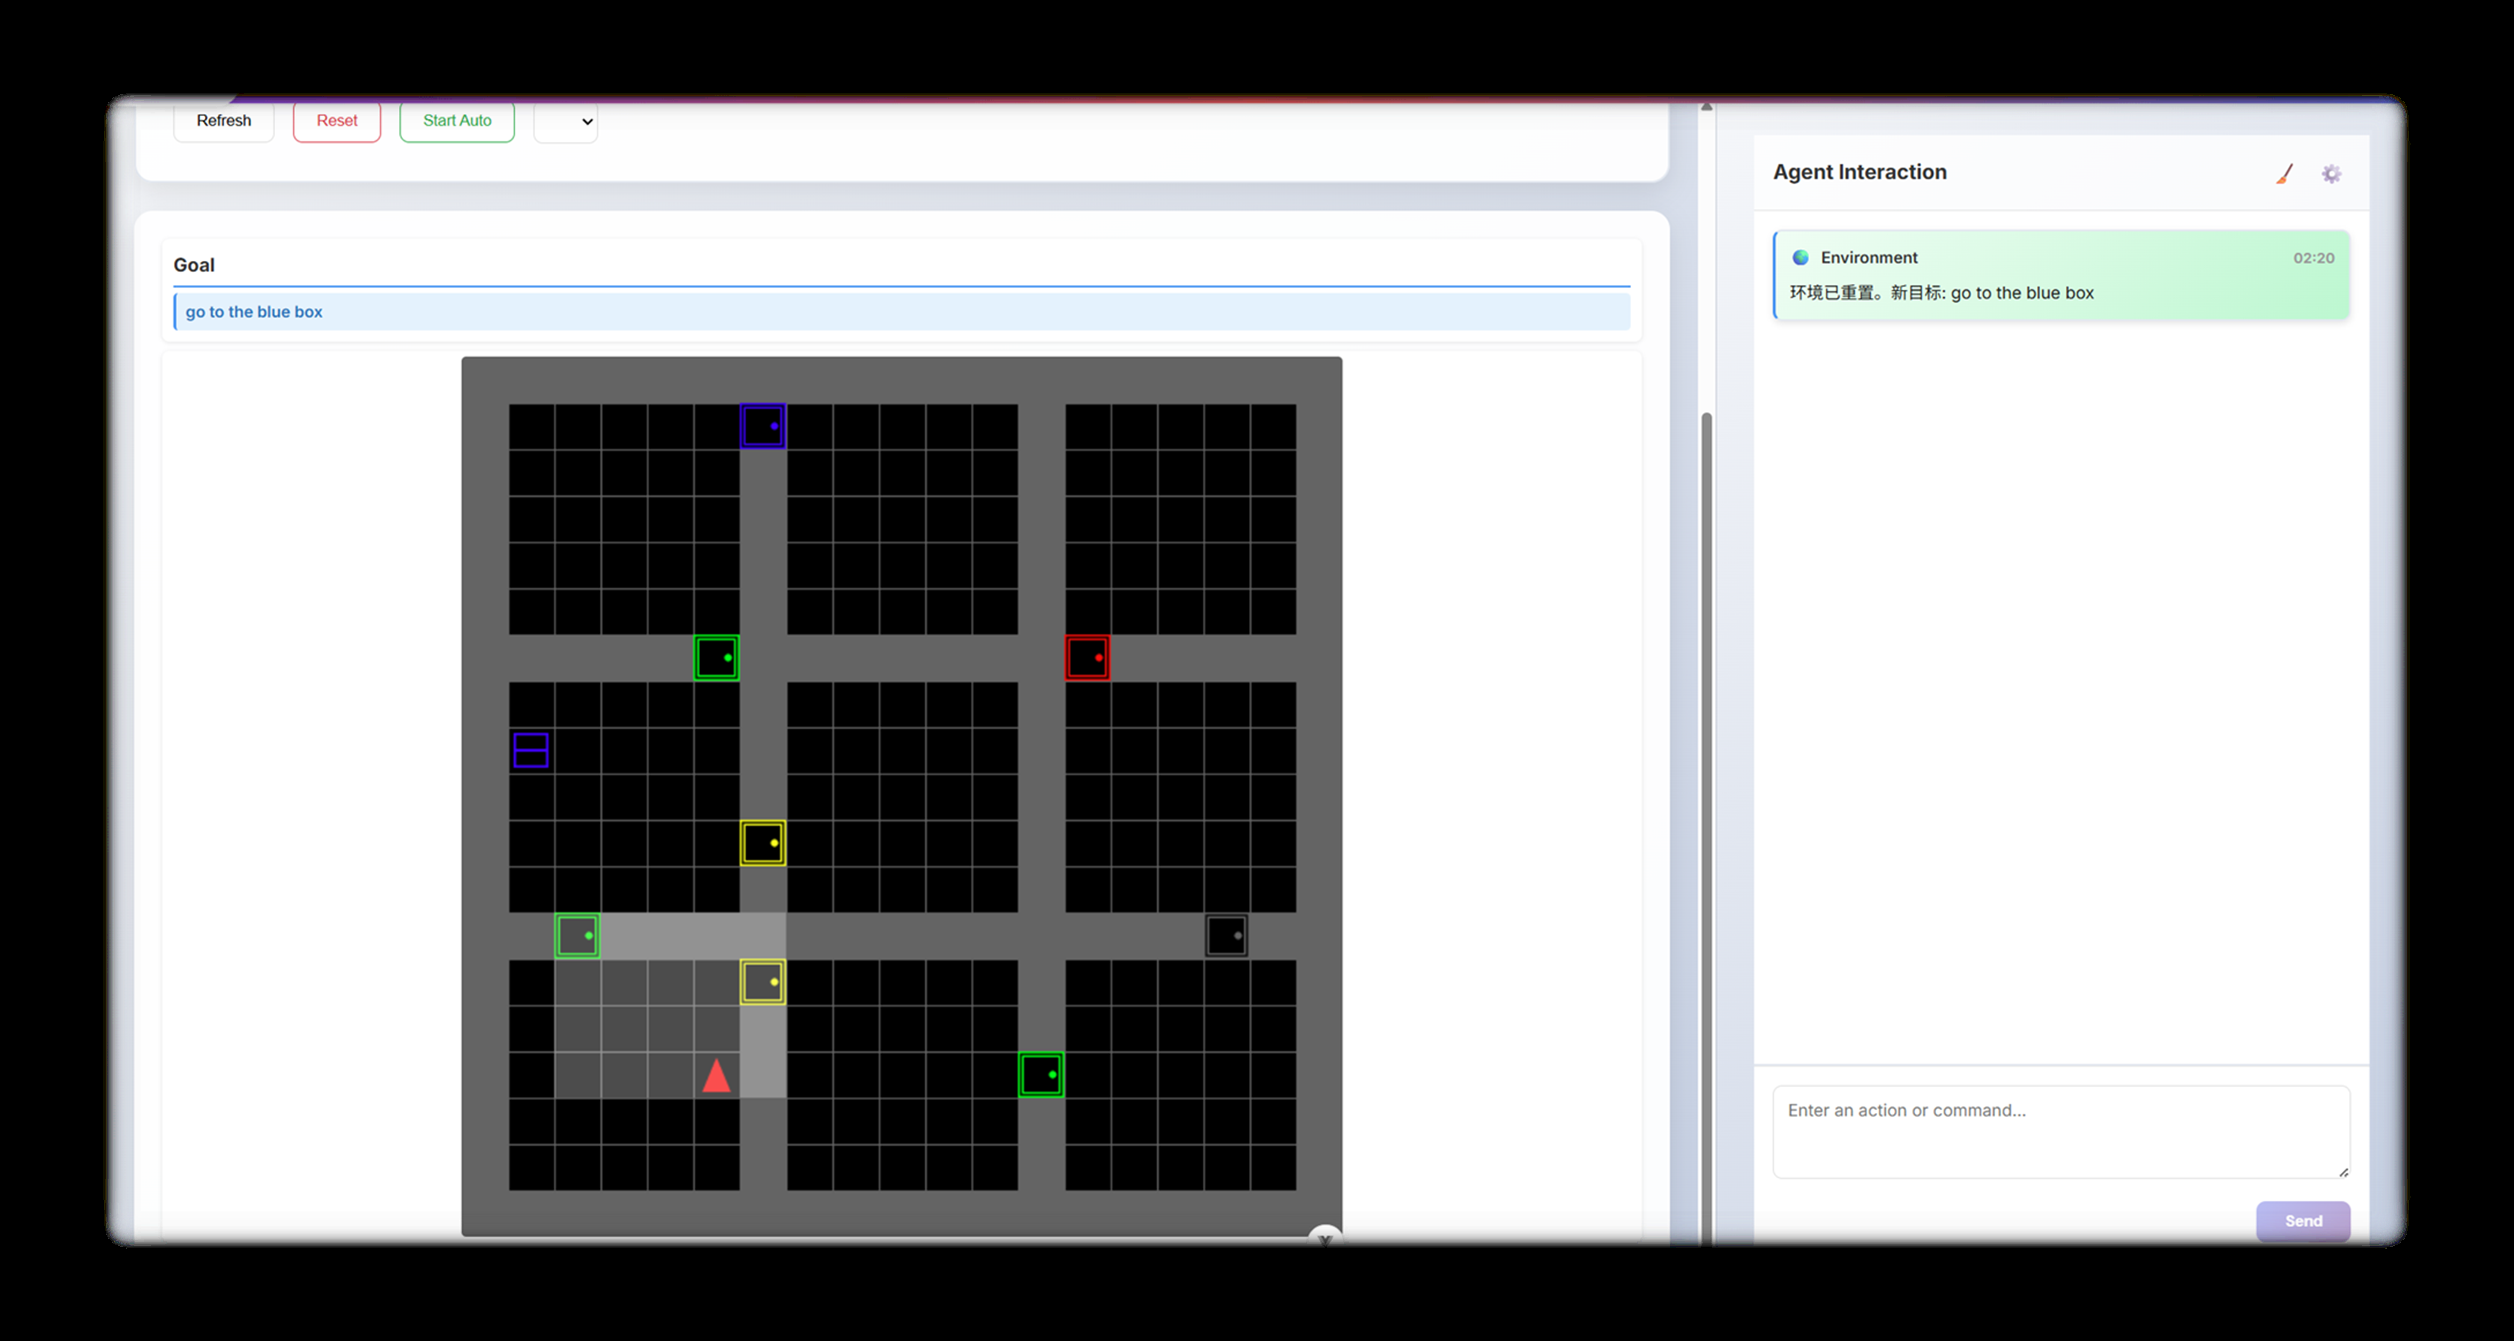 Refresh
Reset
Start Auto
Goal
go to the blue box
Agent Interaction
Environment
02:20
环境已重置。新目标: go to the blue box
Enter an action or command...
Send